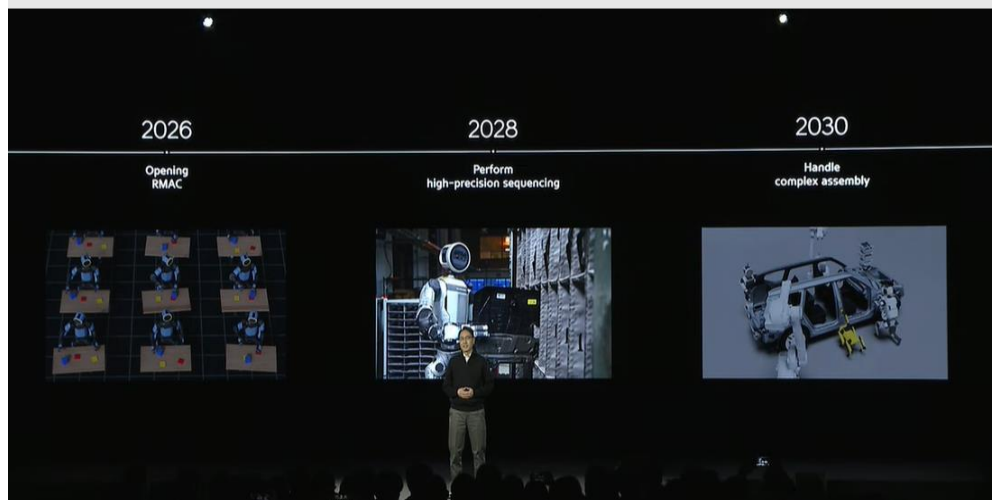 2026
Opening
RMAC
2028
Perform
high-precision sequencing
2030
Handle
complex assembly